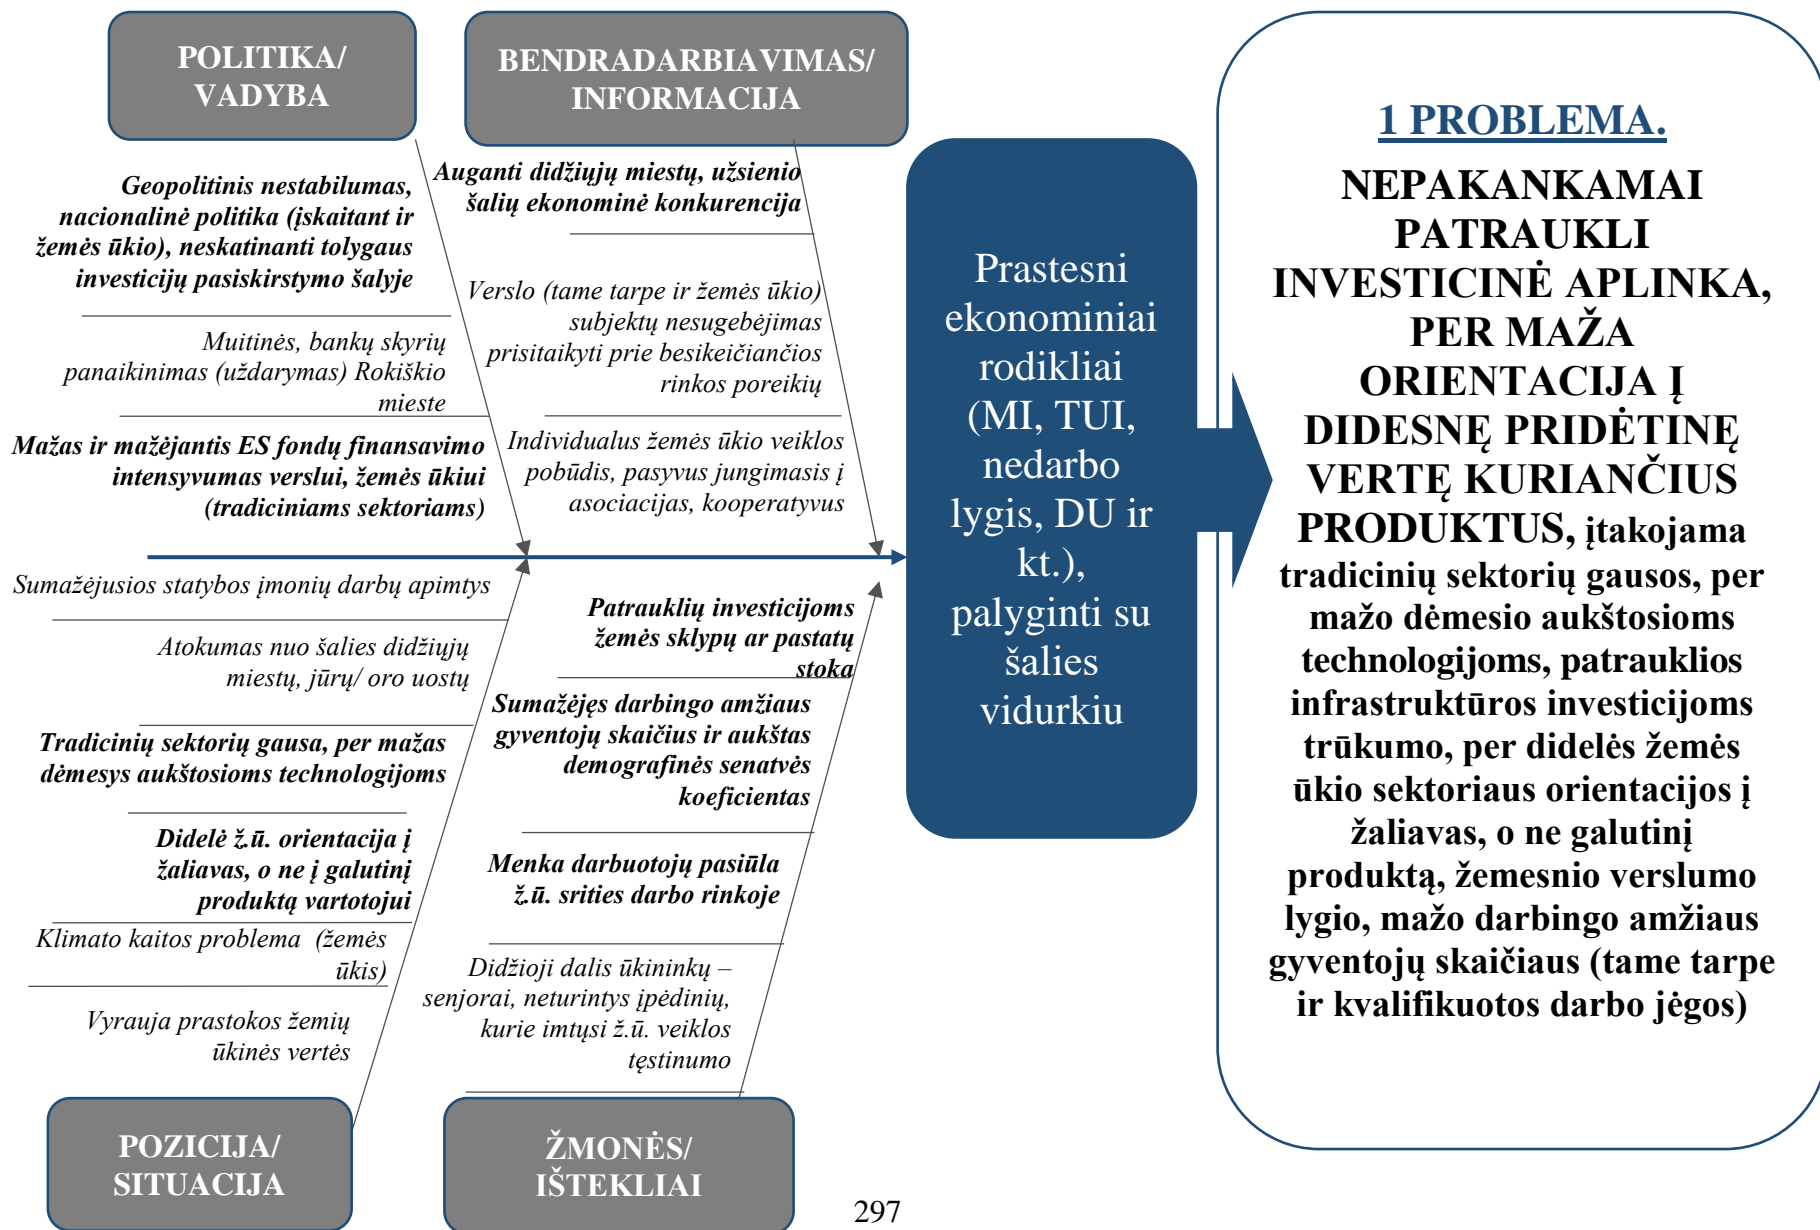 POLITIKA/
VADYBA
BENDRADARBIAVIMAS/
INFORMACIJA
Geopolitinis nestabilumas,
nacionalinė politika (įskaitant ir
žemės ūkio), neskatinanti tolygaus
investicijų pasiskirstymo šalyje
Muitinės, bankų skyrių
panaikinimas (uždarymas) Rokiškio
mieste
Mažas ir mažėjantis ES fondų finansavimo
intensyvumas verslui, žemės ūkiui
(tradiciniams sektoriams)
Auganti didžiųjų miestų, užsienio
šalių ekonominė konkurencija
Verslo (tame tarpe ir žemės ūkio)
subjektų nesugebėjimas
prisitaikyti prie besikeičiančios
rinkos poreikių
Individualus žemės ūkio veiklos
pobūdis, pasyvus jungimasis į
asociacijas, kooperatyvus
Sumažėjusios statybos įmonių darbų apimtys
Atokumas nuo šalies didžiųjų
miestų, jūrų/ oro uostų
Tradicinių sektorių gausa, per mažas
dėmesys aukštosioms technologijoms
Didelė ž.ū. orientacija į
žaliavas, o ne į galutinį
produktą vartotojui
Klimato kaitos problema (žemės
ūkis)
Vyrauja prastokos žemių
ūkinės vertės
Patrauklių investicijoms
žemės sklypų ar pastatų
stoka
Sumažėjęs darbingo amžiaus
gyventojų skaičius ir aukštas
demografinės senatvės
koeficientas
Menka darbuotojų pasiūla
ž.ū. srities darbo rinkoje
Didžioji dalis ūkininkų –
senjorai, neturintys įpėdinių,
kurie imtųsi ž.ū. veiklos
tęstinumo
POZICIJA/
SITUACIJA
ŽMONĖS/
IŠTEKLIAI
Prastesni
ekonominiai
rodikliai
(MI, TUI,
nedarbo
lygis, DU ir
kt.),
palyginti su
šalies
vidurkiu
1 PROBLEMA.
NEPAKANKAMAI
PATRAUKLI
INVESTICINĖ APLINKA,
PER MAŽA
ORIENTACIJA Į
DIDESNĘ PRIDĖTINĘ
VERTĘ KURIANČIUS
PRODUKTUS, įtakojama
tradicinių sektorių gausos, per
mažo dėmesio aukštosioms
technologijoms, patrauklios
infrastruktūros investicijoms
trūkumo, per didelės žemės
ūkio sektoriaus orientacijos į
žaliavas, o ne galutinį
produktą, žemesnio verslumo
lygio, mažo darbingo amžiaus
gyventojų skaičiaus (tame tarpe
ir kvalifikuotos darbo jėgos)
297